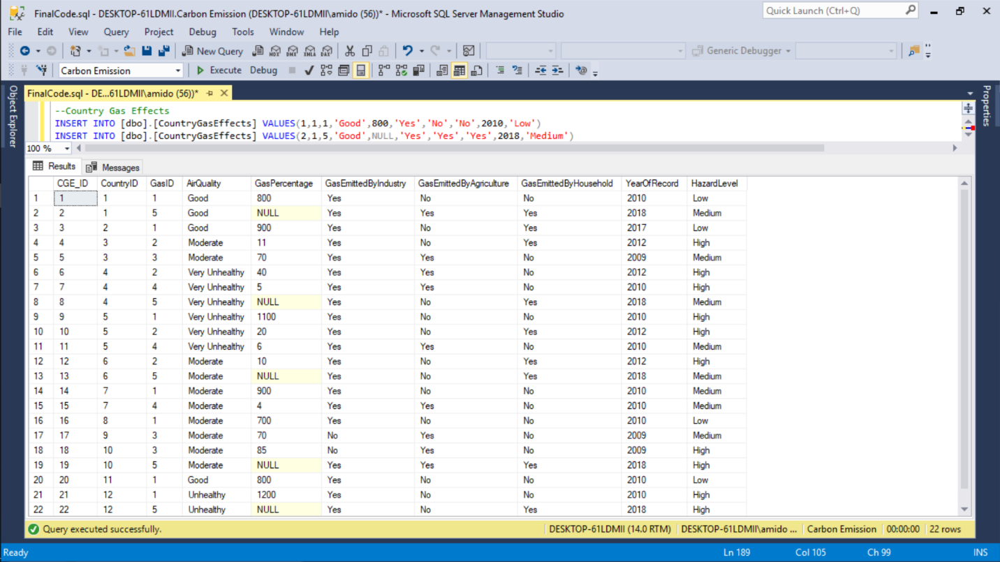 FinalCode.sql - DESKTOP-61LDMII.Carbon Emission (DESKTOP-61LDMII\amido (56))* - Microsoft SQL Server Management Studio
Quick Launch (Ctrl+Q)
File Edit View Query Project Debug Tools Window Help
New Query MDX DMX XMLA DAX Generic Debugger
Carbon Emission Execute Debug
Object Explorer
Properties
FinalCode.sql - DE...61LDMII\amido (56))*
--Country Gas Effects
INSERT INTO [dbo].[CountryGasEffects] VALUES(1,1,1,'Good',800,'Yes','No','No',2010,'Low')
INSERT INTO [dbo].[CountryGasEffects] VALUES(2,1,5,'Good',NULL,'Yes','Yes','Yes',2018,'Medium')
100 %
Results Messages
CGE_ID CountryID GasID AirQuality GasPercentage GasEmittedByIndustry GasEmittedByAgriculture GasEmittedByHousehold YearOfRecord HazardLevel
1 1 1 1 Good 800 Yes No No 2010 Low
2 2 1 5 Good NULL Yes Yes Yes 2018 Medium
3 3 2 1 Good 900 Yes No Yes 2017 Low
4 4 3 2 Moderate 11 Yes No Yes 2012 High
5 5 3 3 Moderate 70 Yes Yes No 2009 Medium
6 6 4 2 Very Unhealthy 40 Yes Yes No 2012 High
7 7 4 4 Very Unhealthy 5 Yes Yes No 2010 High
8 8 4 5 Very Unhealthy NULL Yes No Yes 2018 Medium
9 9 5 1 Very Unhealthy 1100 Yes No No 2010 High
10 10 5 2 Very Unhealthy 20 Yes No Yes 2012 High
11 11 5 4 Very Unhealthy 6 Yes Yes No 2010 Medium
12 12 6 2 Moderate 10 Yes No Yes 2012 High
13 13 6 5 Moderate NULL Yes No Yes 2018 Medium
14 14 7 1 Moderate 900 Yes No No 2010 Medium
15 15 7 4 Moderate 4 Yes Yes No 2010 Medium
16 16 8 1 Moderate 700 Yes No No 2010 Low
17 17 9 3 Moderate 70 No Yes No 2009 Medium
18 18 10 3 Moderate 85 No Yes No 2009 High
19 19 10 5 Moderate NULL Yes Yes Yes 2018 High
20 20 11 1 Good 800 Yes No No 2010 Low
21 21 12 1 Unhealthy 1200 Yes No No 2010 High
22 22 12 5 Unhealthy NULL Yes No Yes 2018 High
Query executed successfully. DESKTOP-61LDMII (14.0 RTM) DESKTOP-61LDMII\amido ... Carbon Emission 00:00:00 22 rows
Ready Ln 189 Col 105 Ch 99 INS